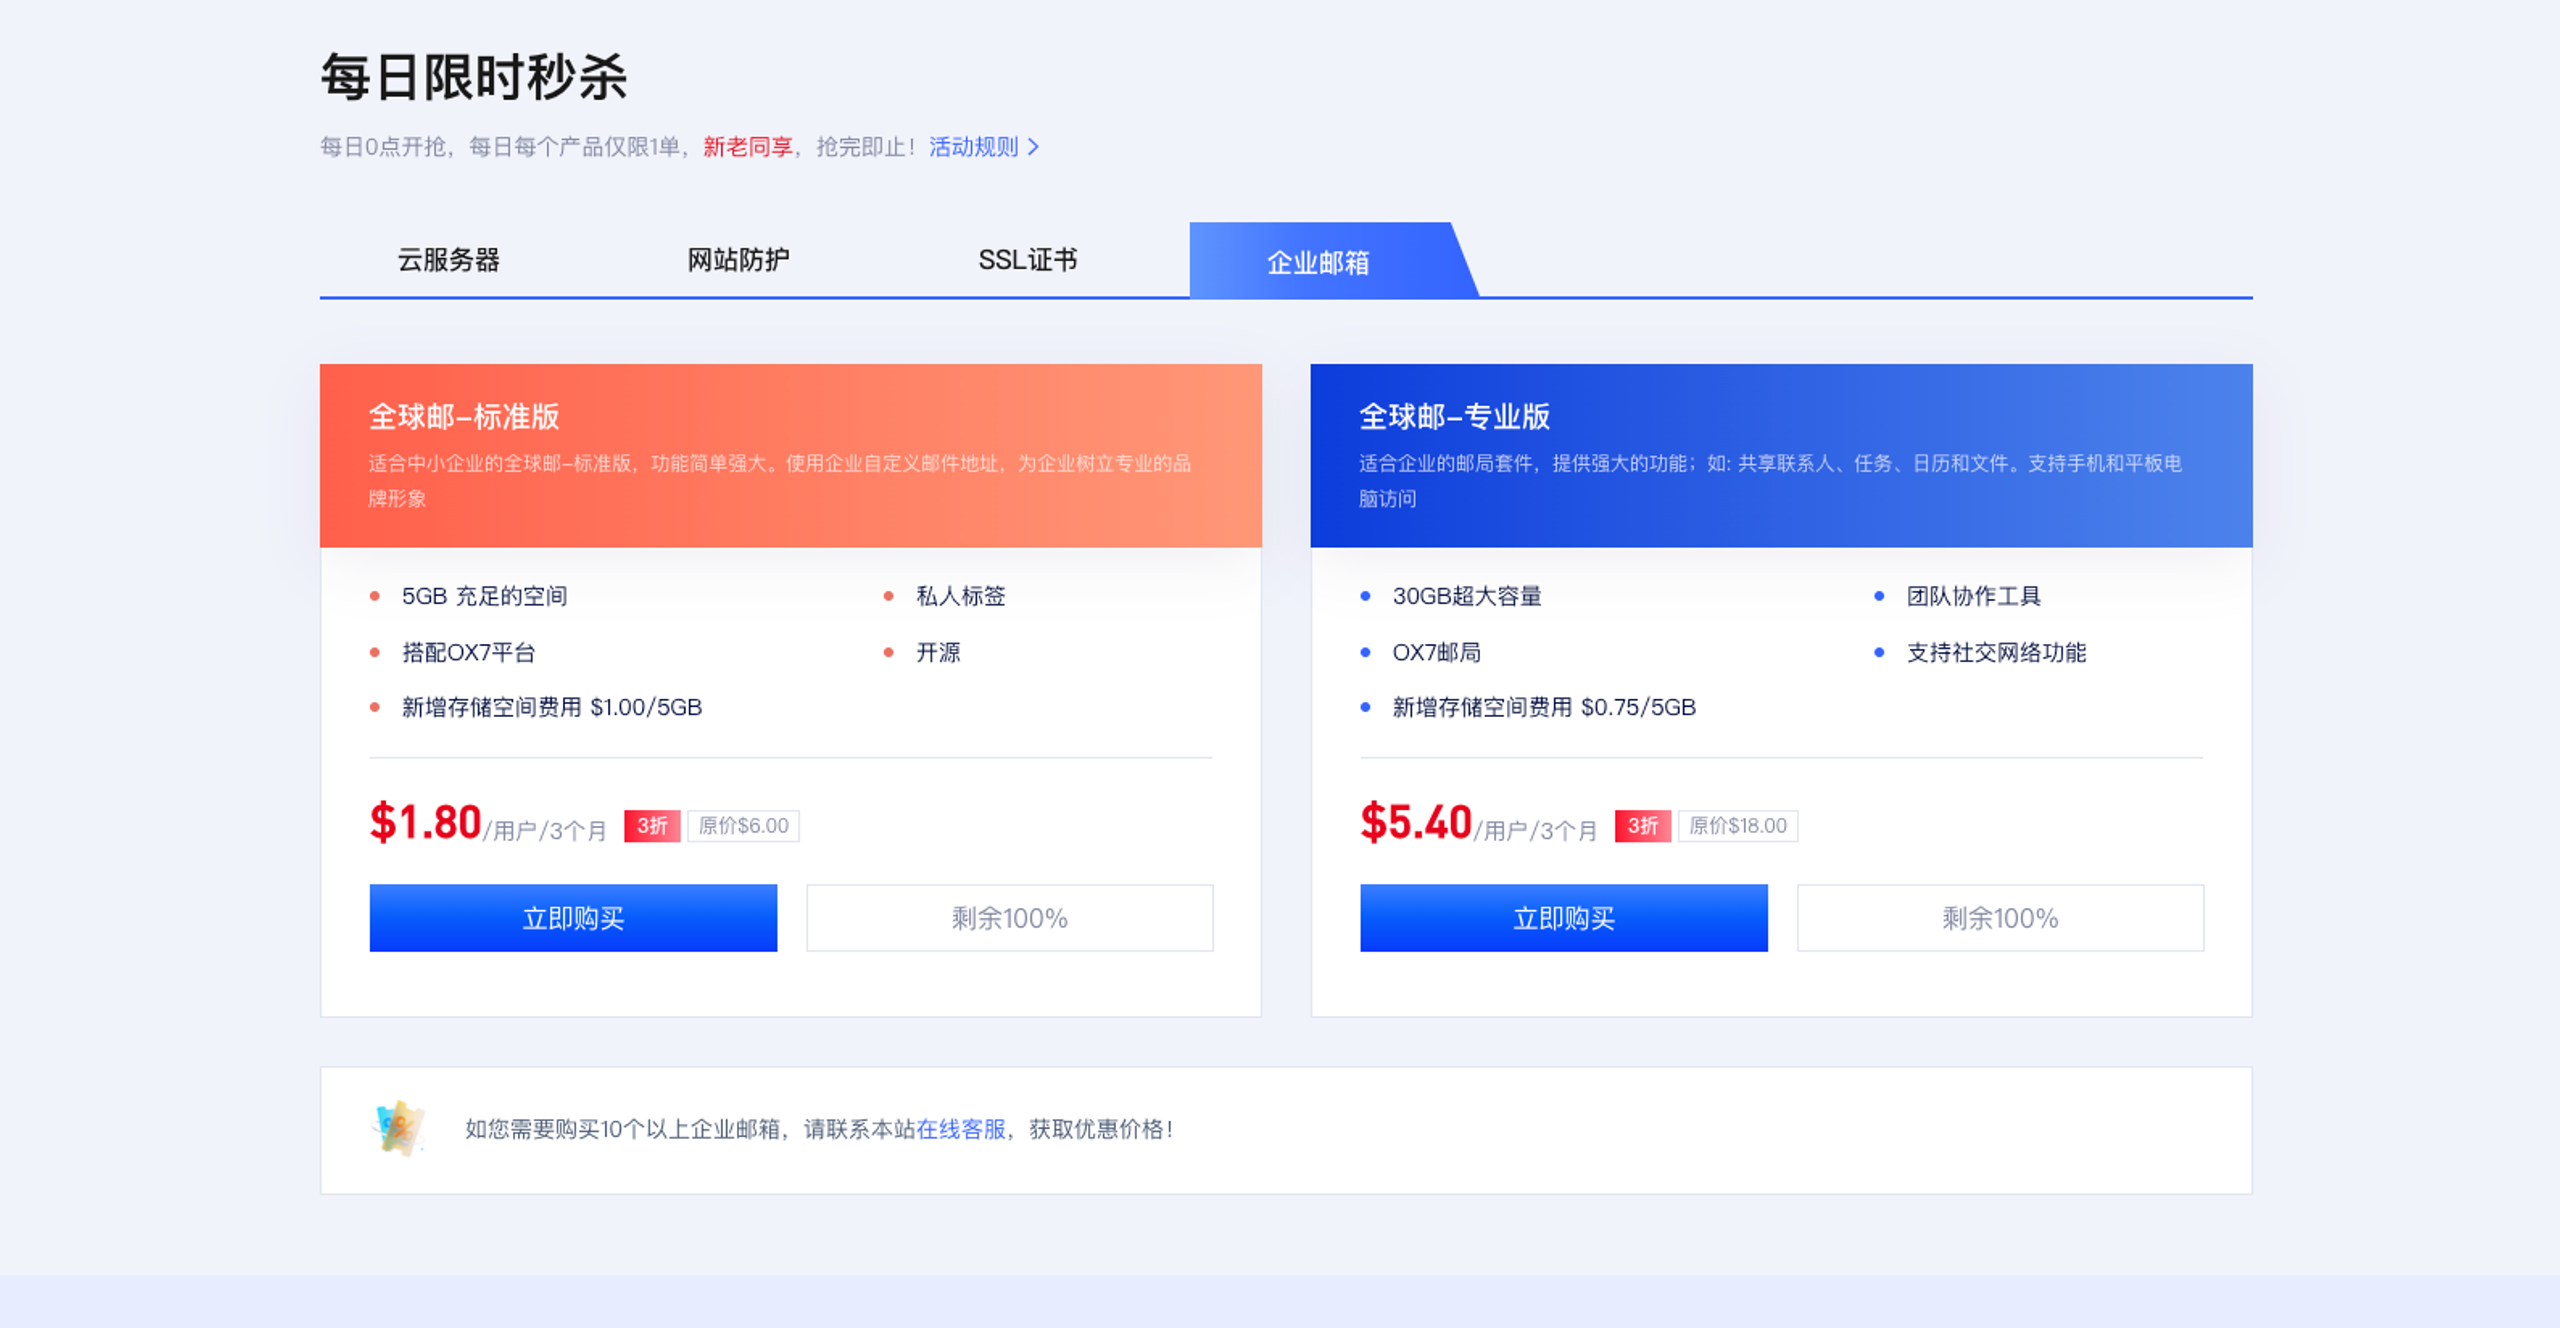 每日限时秒杀
每日0点开抢，每日每个产品仅限1单，新老同享，抢完即止！活动规则 >
云服务器
网站防护
SSL证书
企业邮箱
全球邮–标准版
适合中小企业的全球邮–标准版，功能简单强大。使用企业自定义邮件地址，为企业树立专业的品
牌形象
5GB 充足的空间
私人标签
搭配OX7平台
开源
新增存储空间费用 $1.00/5GB
$1.80/用户/3个月 3折 原价$6.00
立即购买
剩余100%
全球邮–专业版
适合企业的邮局套件，提供强大的功能；如: 共享联系人、任务、日历和文件。支持手机和平板电
脑访问
30GB超大容量
团队协作工具
OX7邮局
支持社交网络功能
新增存储空间费用 $0.75/5GB
$5.40/用户/3个月 3折 原价$18.00
立即购买
剩余100%
如您需要购买10个以上企业邮箱，请联系本站在线客服，获取优惠价格！